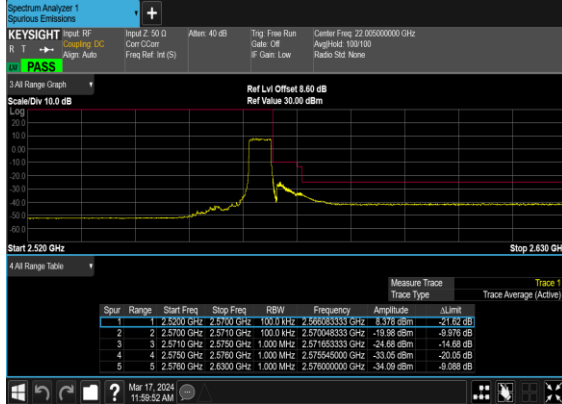 Spectrum Analyzer 1
Spurious Emissions
+
KEYSIGHT Input: RF Input Z: 50 Ω Atten: 40 dB Trig: Free Run Center Freq: 22.005000000 GHz
R T Coupling: DC Corr CCorr Gate: Off Avg|Hold: 100/100
Align: Auto Freq Ref: Int (S) IF Gain: Low Radio Std: None
PASS
3 All Range Graph
Ref Lvl Offset 8.60 dB
Scale/Div 10.0 dB Ref Value 30.00 dBm
Log
20.0
10.0
0.00
-10.0
-20.0
-30.0
-40.0
-50.0
-60.0
Start 2.520 GHz Stop 2.630 GH
4 All Range Table
Measure Trace Trace 1
Trace Type Trace Average (Active)
Spur Range Start Freq Stop Freq RBW Frequency Amplitude ΔLimit
1 1 2.5200 GHz 2.5700 GHz 100.0 kHz 2.566083333 GHz 8.378 dBm -21.62 dB
2 2 2.5700 GHz 2.5710 GHz 100.0 kHz 2.570048333 GHz -19.98 dBm -9.976 dB
3 3 2.5710 GHz 2.5750 GHz 1.000 MHz 2.571653333 GHz -24.68 dBm -14.68 dB
4 4 2.5750 GHz 2.5760 GHz 1.000 MHz 2.575545000 GHz -33.05 dBm -20.05 dB
5 5 2.5760 GHz 2.6300 GHz 1.000 MHz 2.576000000 GHz -34.09 dBm -9.088 dB
?
Mar 17, 2024
11:59:52 AM